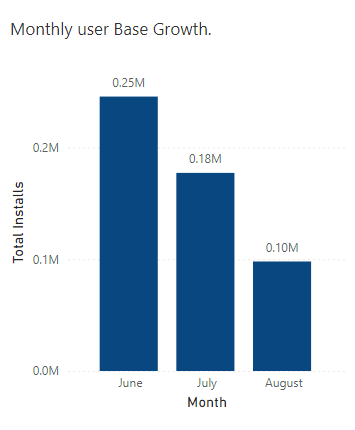 Monthly user Base Growth.
0.25M
0.18M
0.10M
0.2M
0.1M
0.0M
Total Installs
June July August
Month